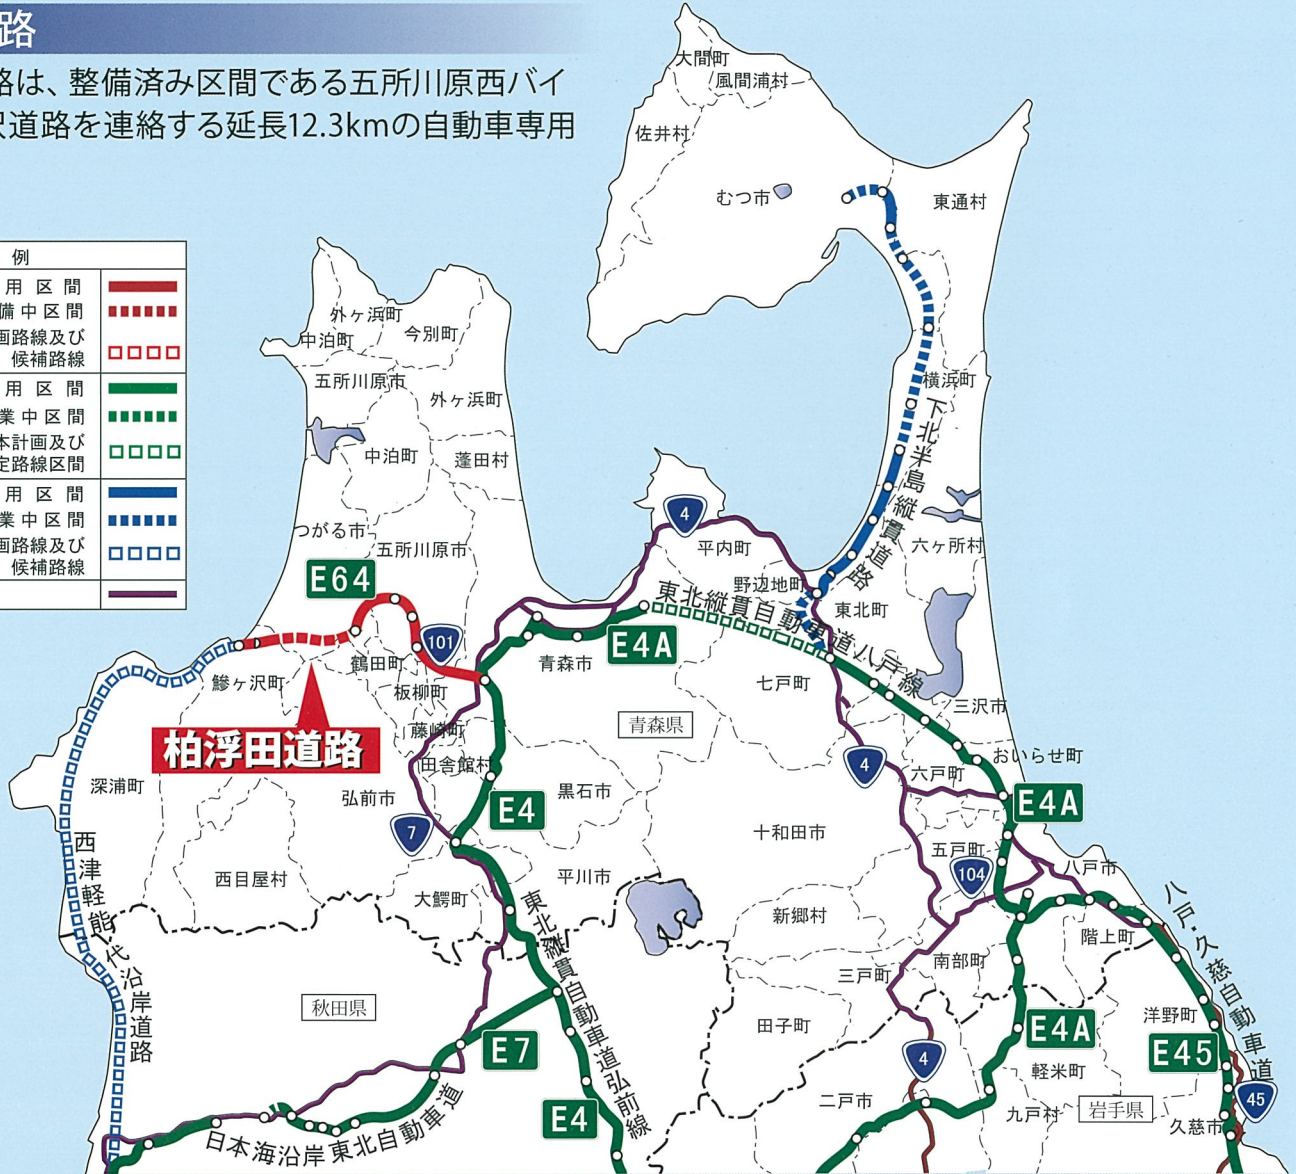 路
路は、整備済み区間である五所川原西バイ
道路を連絡する延長12.3kmの自動車専用
例
用区間
備中区間
画路線及び
候補路線
用区間
業中区間
本計画及び
定路線区間
用区間
業中区間
画路線及び
候補路線
大間町
風間浦村
佐井村
むつ市
東通村
外ヶ浜町
中泊町
今別町
五所川原市
外ヶ浜町
中泊町
蓬田村
横浜町
下北半島縦貫道路
つがる市
五所川原市
4
平内町
六ヶ所村
E64
野辺地町
東北町
東北縦貫自動車道八戸線
101
E4A
青森市
鶴田町
鰺ヶ沢町
板柳町
七戸町
三沢市
藤崎町
青森県
柏浮田道路
田舎館村
4
六戸町
おいらせ町
深浦町
弘前市
黒石市
E4
E4A
7
十和田市
五戸町
西津軽能代沿岸道路
104
八戸市
西目屋村
大鰐町
平川市
新郷村
階上町
八戸・久慈自動車道
東北縦貫自動車道弘前線
南部町
三戸町
秋田県
田子町
洋野町
E7
E4A
E45
4
軽米町
二戸市
九戸村
岩手県
45
久慈市
E4
日本海沿岸東北自動車道